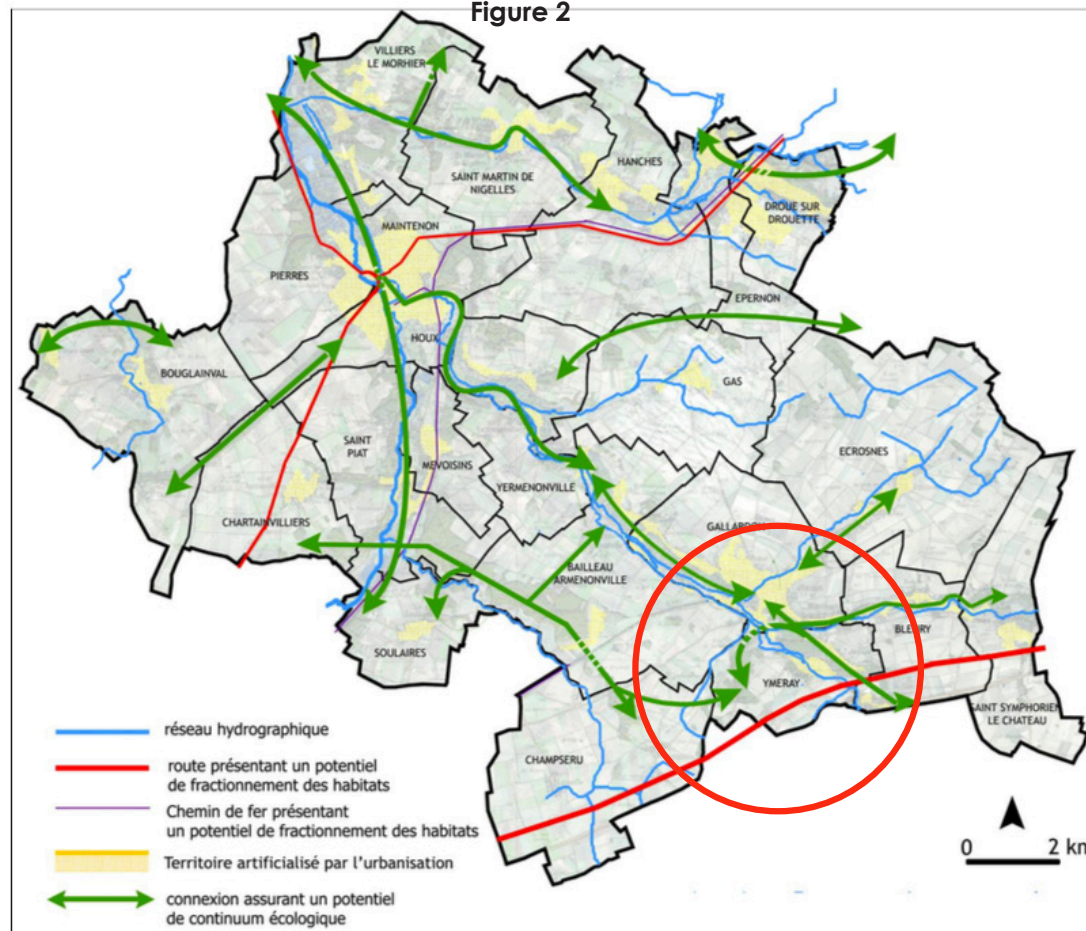 Figure 2
VILLIERS
LE MORHIER
HANCHES
SAINT MARTIN DE
NIGELLES
DROUE SUR
DROUETTE
MAINTENON
PIERRES
EPERNON
HOUX
BOUGLAINVAL
GAS
SAINT
PIAT
ECROSNES
MEVOISINS
YERMENONVILLE
CHARTAINVILLIERS
GALLARDON
BAILLEAU
ARMENONVILLE
BLEURY
SOULAIRES
YMERAY
SAINT SYMPHORIEN
LE CHATEAU
CHAMPSERU
réseau hydrographique
route présentant un potentiel
de fractionnement des habitats
Chemin de fer présentant
un potentiel de fractionnement des habitats
Territoire artificialisé par l'urbanisation
connexion assurant un potentiel
de continuum écologique
0 2 km